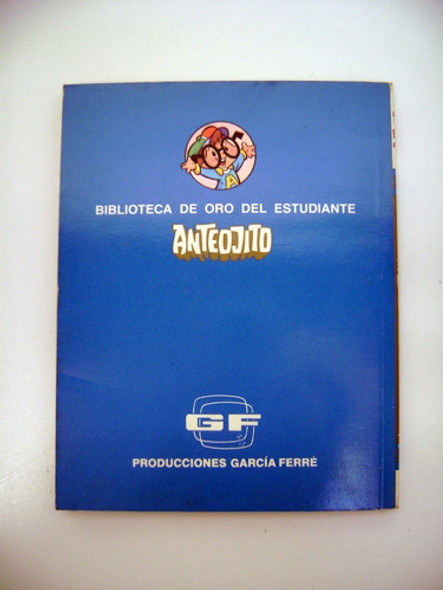 A
BIBLIOTECA DE ORO DEL ESTUDIANTE
ANTEOJITO
GF
PRODUCCIONES GARCÍA FERRÉ